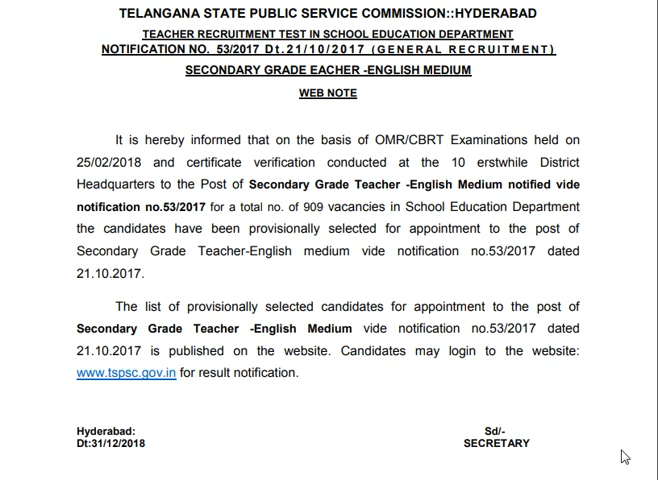 TELANGANA STATE PUBLIC SERVICE COMMISSION::HYDERABAD
TEACHER RECRUITMENT TEST IN SCHOOL EDUCATION DEPARTMENT
NOTIFICATION NO. 53/2017 Dt.21/10/2017 (GENERAL RECRUITMENT)
SECONDARY GRADE EACHER -ENGLISH MEDIUM
WEB NOTE
It is hereby informed that on the basis of OMR/CBRT Examinations held on
25/02/2018 and certificate verification conducted at the 10 erstwhile District
Headquarters to the Post of Secondary Grade Teacher -English Medium notified vide
notification no.53/2017 for a total no. of 909 vacancies in School Education Department
the candidates have been provisionally selected for appointment to the post of
Secondary Grade Teacher-English medium vide notification no.53/2017 dated
21.10.2017.
The list of provisionally selected candidates for appointment to the post of
Secondary Grade Teacher -English Medium vide notification no.53/2017 dated
21.10.2017 is published on the website. Candidates may login to the website:
www.tspsc.gov.in for result notification.
Hyderabad: Sd/-
Dt:31/12/2018 SECRETARY